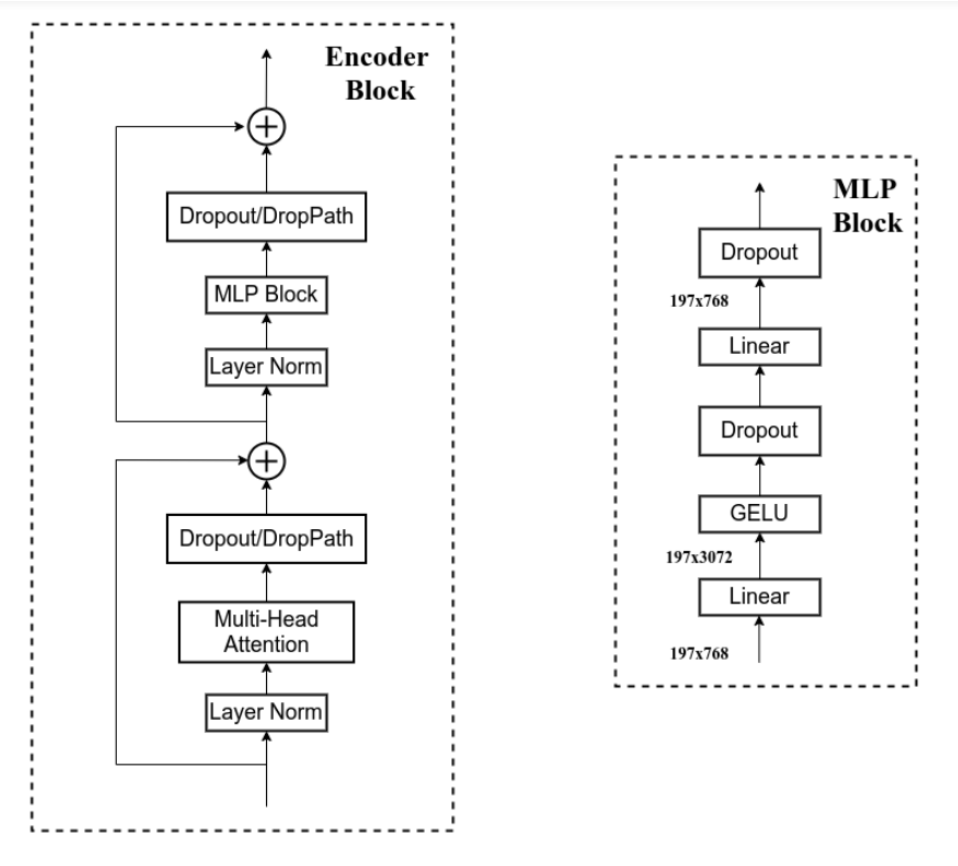 Encoder
Block
Dropout/DropPath
MLP Block
Layer Norm
Dropout/DropPath
Multi-Head
Attention
Layer Norm
MLP
Block
Dropout
197x768
Linear
Dropout
GELU
197x3072
Linear
197x768